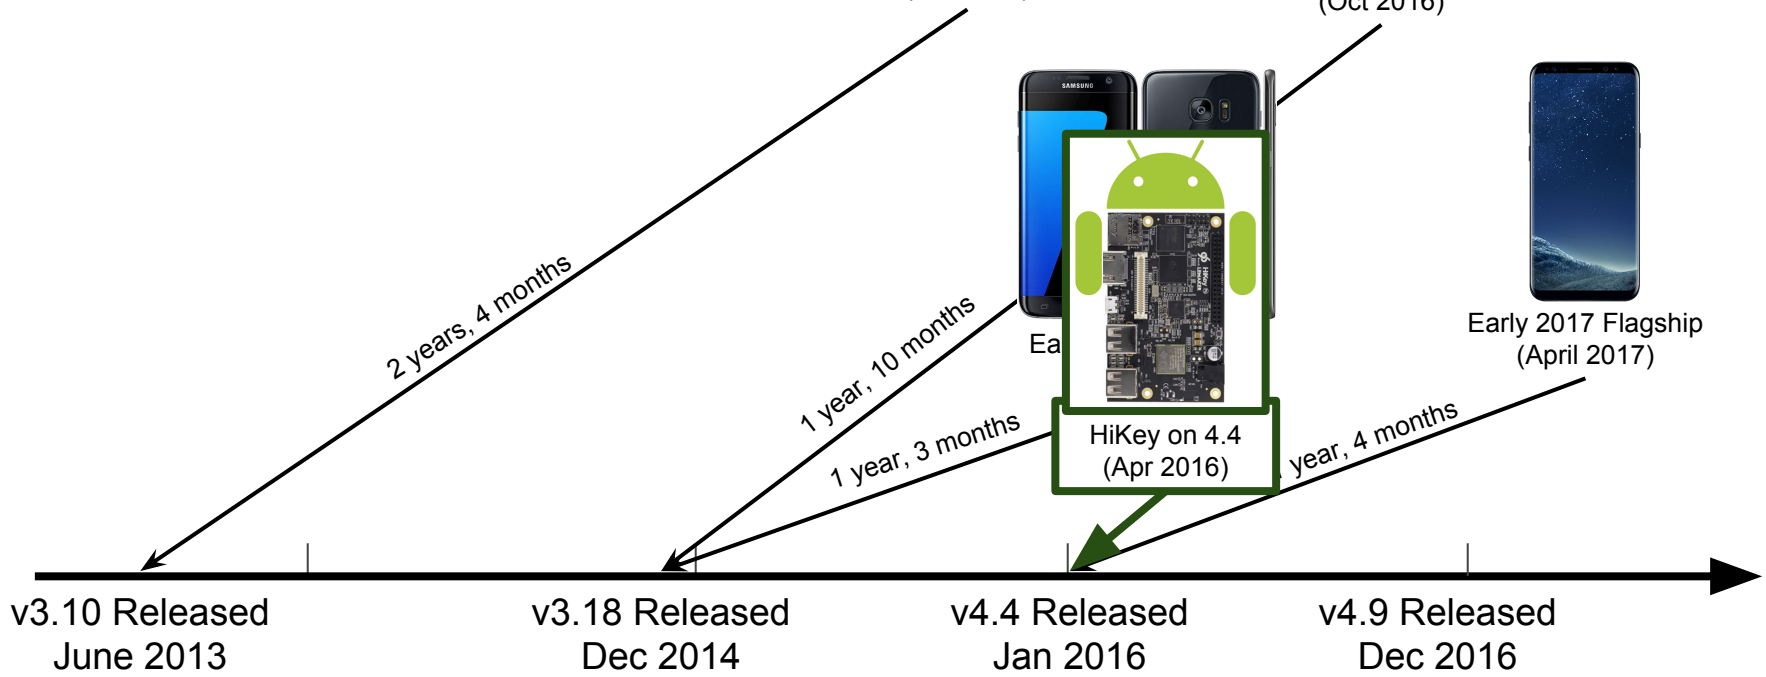 (Oct 2016)
SAMSUNG
Early 2017 Flagship
(April 2017)
2 years, 4 months
1 year, 10 months
Ea
1 year, 3 months
HiKey on 4.4
(Apr 2016)
year, 4 months
v3.10 Released
June 2013
v3.18 Released
Dec 2014
v4.4 Released
Jan 2016
v4.9 Released
Dec 2016